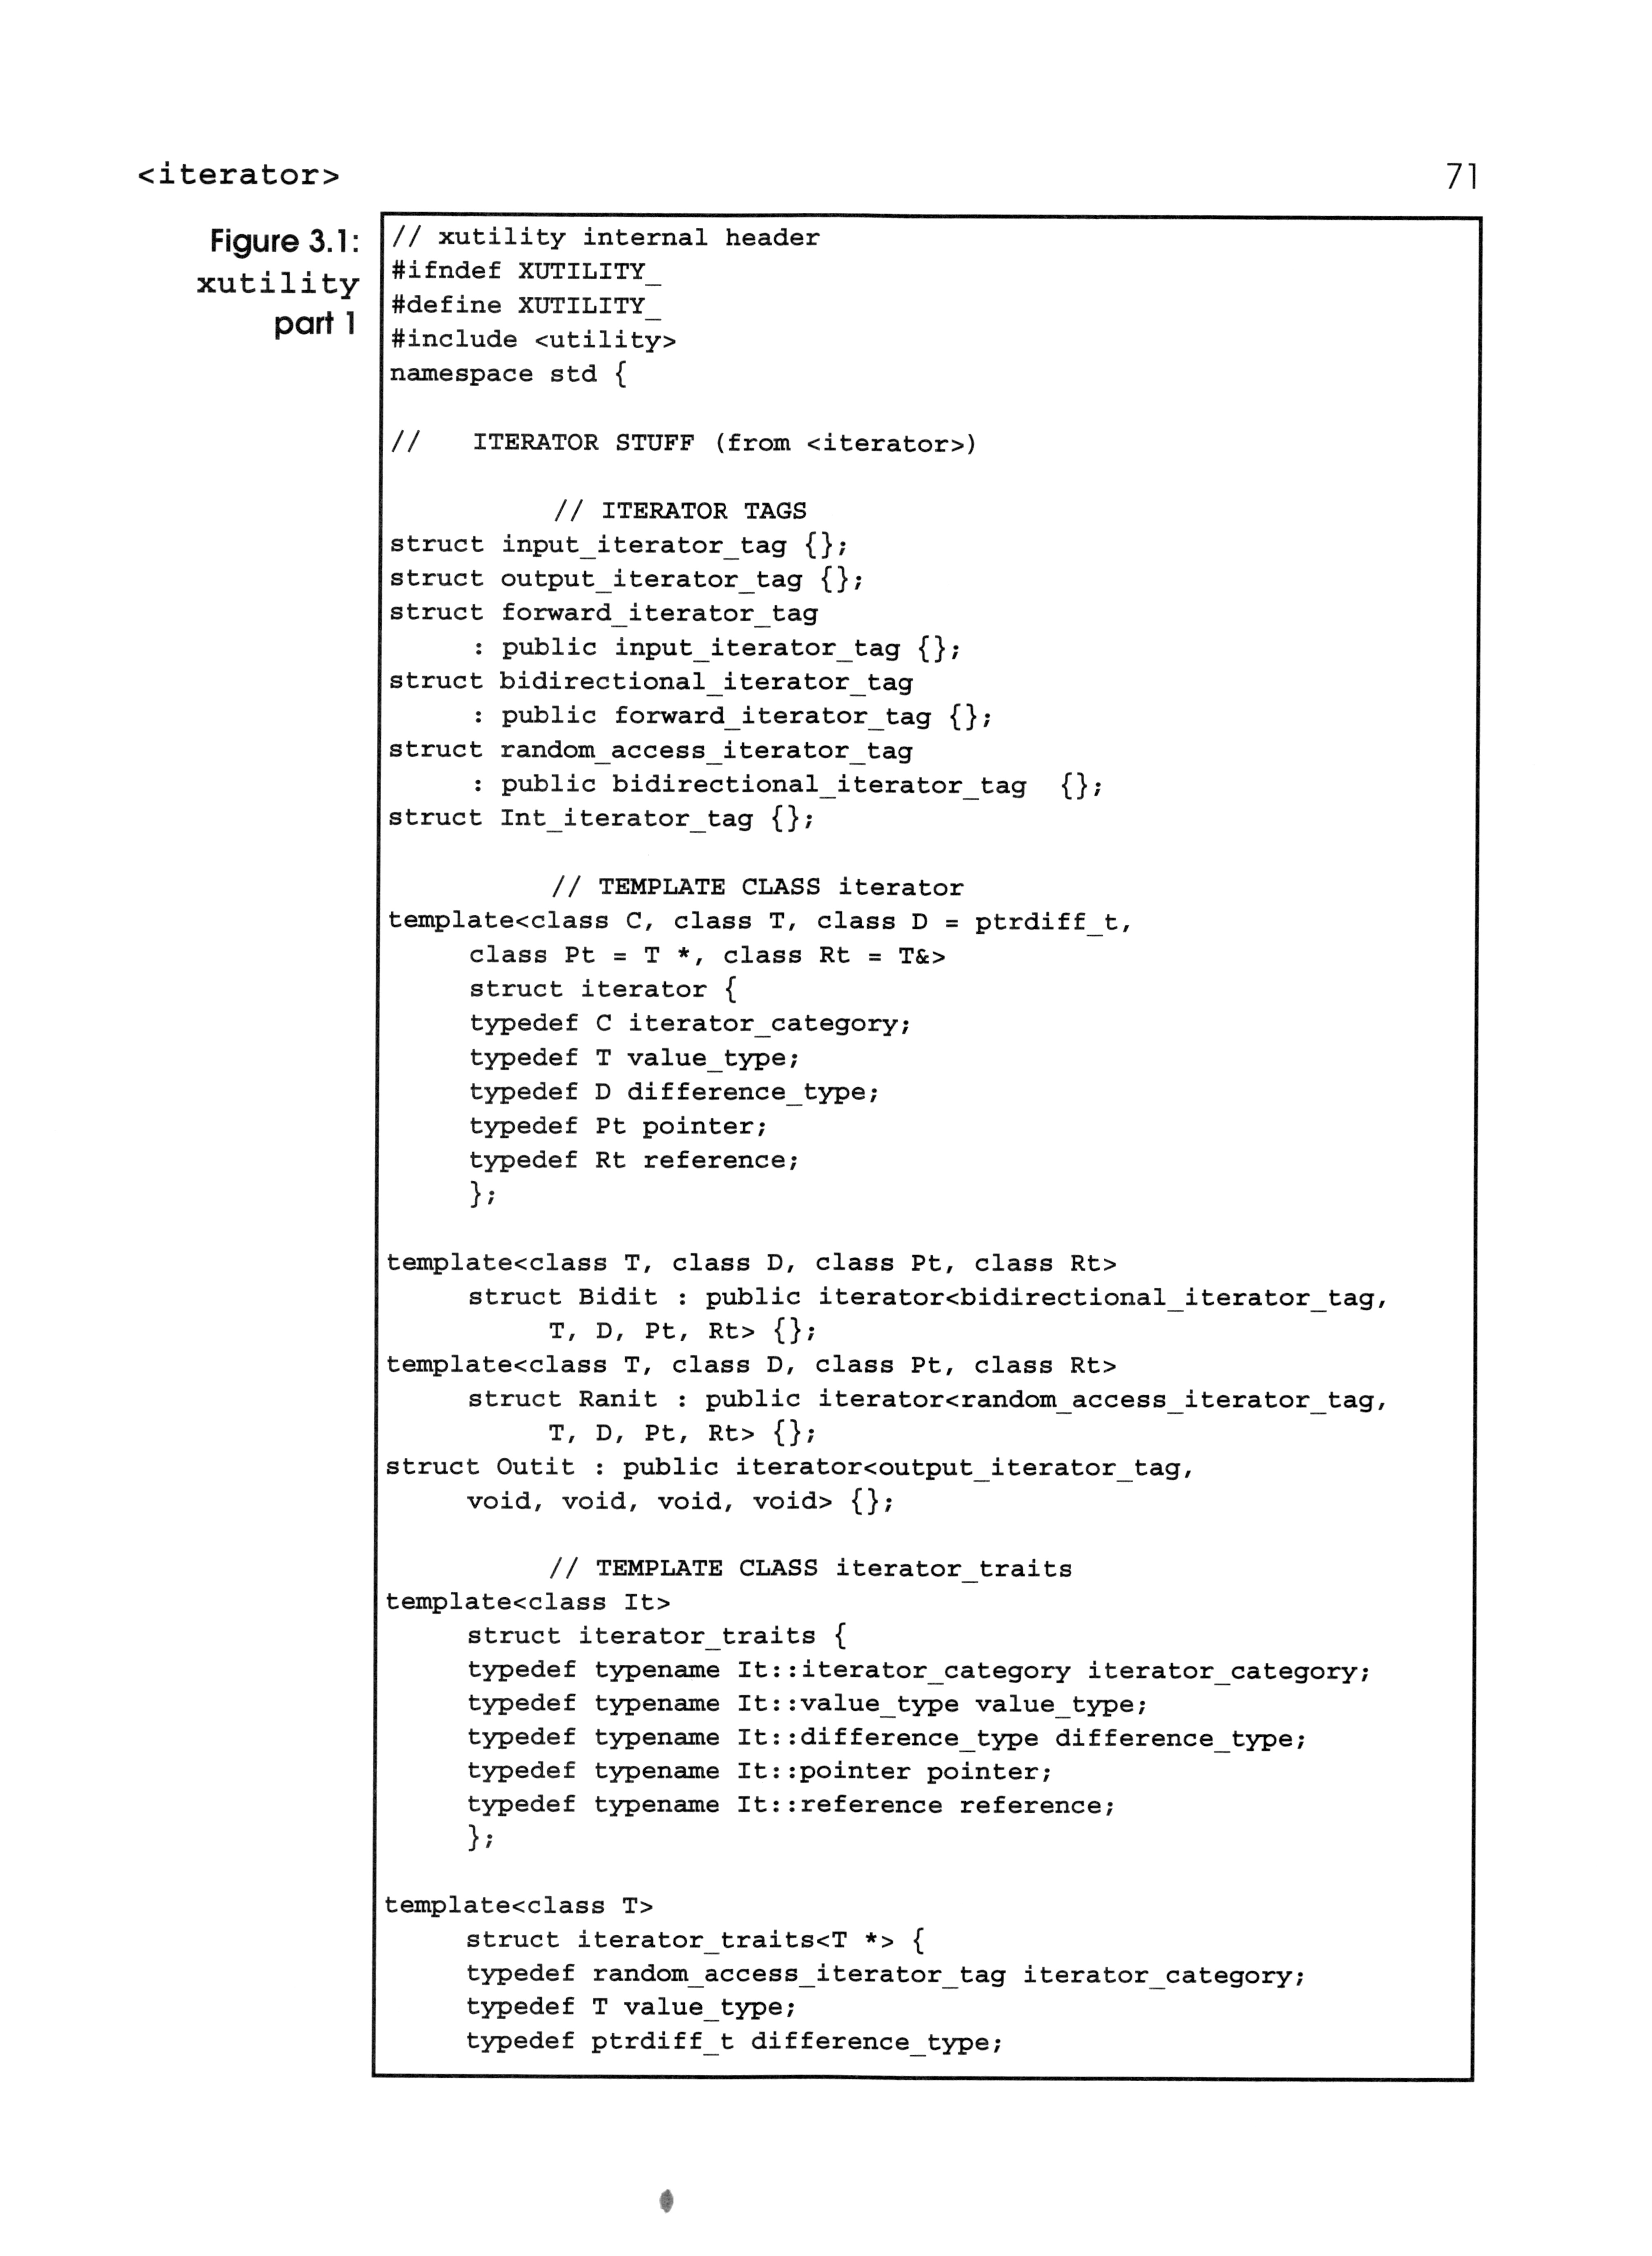 <iterator>
71
Figure 3.1:
xutility
part 1
// xutility internal header
#ifndef XUTILITY_
#define XUTILITY_
#include <utility>
namespace std {
//   ITERATOR STUFF (from <iterator>)
// ITERATOR TAGS
struct input_iterator_tag {};
struct output_iterator_tag {};
struct forward_iterator_tag
: public input_iterator_tag {};
struct bidirectional_iterator_tag
: public forward_iterator_tag {};
struct random_access_iterator_tag
: public bidirectional_iterator_tag  {};
struct Int_iterator_tag {};
// TEMPLATE CLASS iterator
template<class C, class T, class D = ptrdiff_t,
class Pt = T *, class Rt = T&>
struct iterator {
typedef C iterator_category;
typedef T value_type;
typedef D difference_type;
typedef Pt pointer;
typedef Rt reference;
};
template<class T, class D, class Pt, class Rt>
struct Bidit : public iterator<bidirectional_iterator_tag,
T, D, Pt, Rt> {};
template<class T, class D, class Pt, class Rt>
struct Ranit : public iterator<random_access_iterator_tag,
T, D, Pt, Rt> {};
struct Outit : public iterator<output_iterator_tag,
void, void, void, void> {};
// TEMPLATE CLASS iterator_traits
template<class It>
struct iterator_traits {
typedef typename It::iterator_category iterator_category;
typedef typename It::value_type value_type;
typedef typename It::difference_type difference_type;
typedef typename It::pointer pointer;
typedef typename It::reference reference;
};
template<class T>
struct iterator_traits<T *> {
typedef random_access_iterator_tag iterator_category;
typedef T value_type;
typedef ptrdiff_t difference_type;